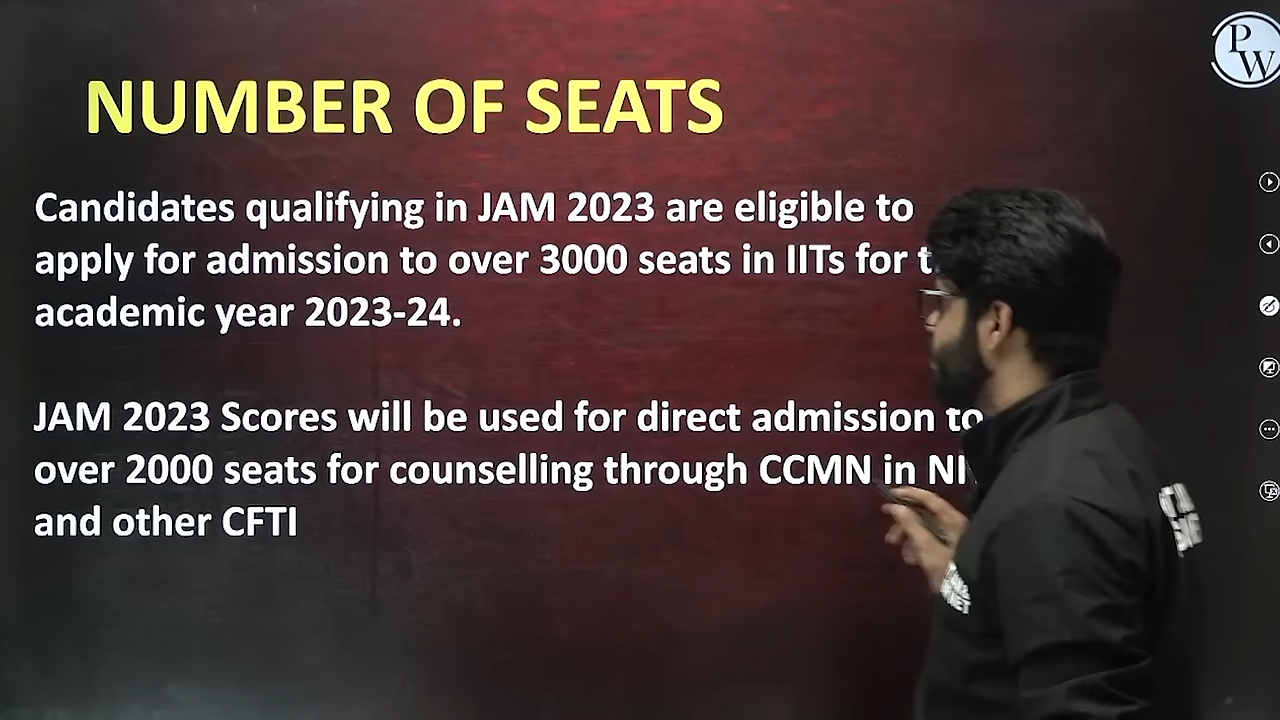 P
W
NUMBER OF SEATS
Candidates qualifying in JAM 2023 are eligible to
apply for admission to over 3000 seats in IITs for
academic year 2023-24.
JAM 2023 Scores will be used for direct admission to
over 2000 seats for counselling through CCMN in
and other CFTI